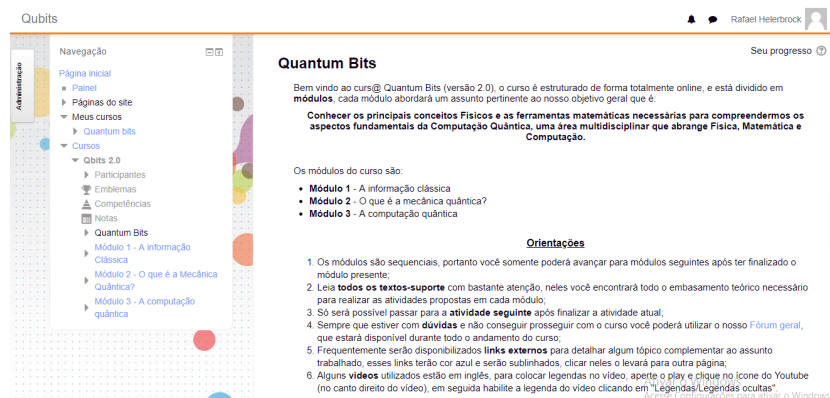 Qubits
Rafael Helerbrock
Administração
Navegação
Página inicial
Painel
Páginas do site
Meus cursos
Quantum bits
Cursos
Qbits 2.0
Participantes
Emblemas
Competências
Notas
Quantum Bits
Módulo 1 - A informação
Clássica
Módulo 2 - O que é a Mecânica
Quântica?
Módulo 3 - A computação
quântica
Seu progresso
Quantum Bits
Bem vindo ao curs@ Quantum Bits (versão 2.0), o curso é estruturado de forma totalmente online, e está dividido em
módulos, cada módulo abordará um assunto pertinente ao nosso objetivo geral que é:
Conhecer os principais conceitos Físicos e as ferramentas matemáticas necessárias para compreendermos os
aspectos fundamentais da Computação Quântica, uma área multidisciplinar que abrange Física, Matemática e
Computação.
Os módulos do curso são:
Módulo 1 - A informação clássica
Módulo 2 - O que é a mecânica quântica?
Módulo 3 - A computação quântica
Orientações
1. Os módulos são sequenciais, portanto você somente poderá avançar para módulos seguintes após ter finalizado o
módulo presente;
2. Leia todos os textos-suporte com bastante atenção, neles você encontrará todo o embasamento teórico necessário
para realizar as atividades propostas em cada módulo;
3. Só será possível passar para a atividade seguinte após finalizar a atividade atual;
4. Sempre que estiver com dúvidas e não conseguir prosseguir com o curso você poderá utilizar o nosso Fórum geral,
que estará disponível durante todo o andamento do curso;
5. Frequentemente serão disponibilizados links externos para detalhar algum tópico complementar ao assunto
trabalhado, esses links terão cor azul e serão sublinhados, clicar neles o levará para outra página;
6. Alguns vídeos utilizados estão em inglês, para colocar legendas no vídeo, aperte o play e clique no ícone do Youtube
(no canto direito do vídeo), em seguida habilite a legenda do vídeo clicando em "Legendas/Legendas ocultas".
Ativar o Windows
Acesse Configurações para ativar o Windows